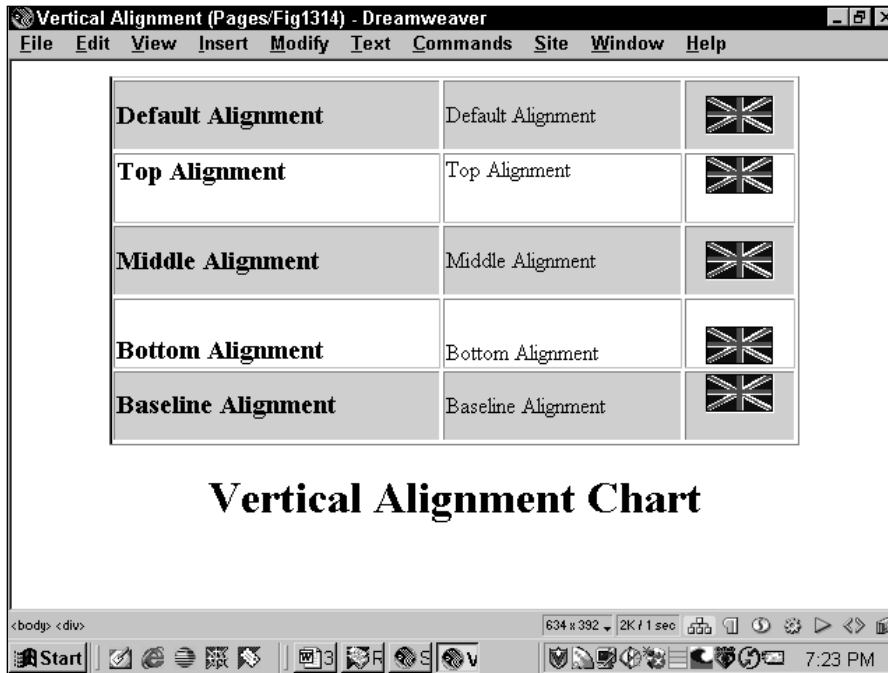 Vertical Alignment (Pages/Fig1314) - Dreamweaver
File Edit View Insert Modify Text Commands Site Window Help
Default Alignment Default Alignment
Top Alignment Top Alignment
Middle Alignment Middle Alignment
Bottom Alignment Bottom Alignment
Baseline Alignment Baseline Alignment
Vertical Alignment Chart
<body> <div> 634 x 392 2K / 1 sec
Start 3 F S V 7:23 PM